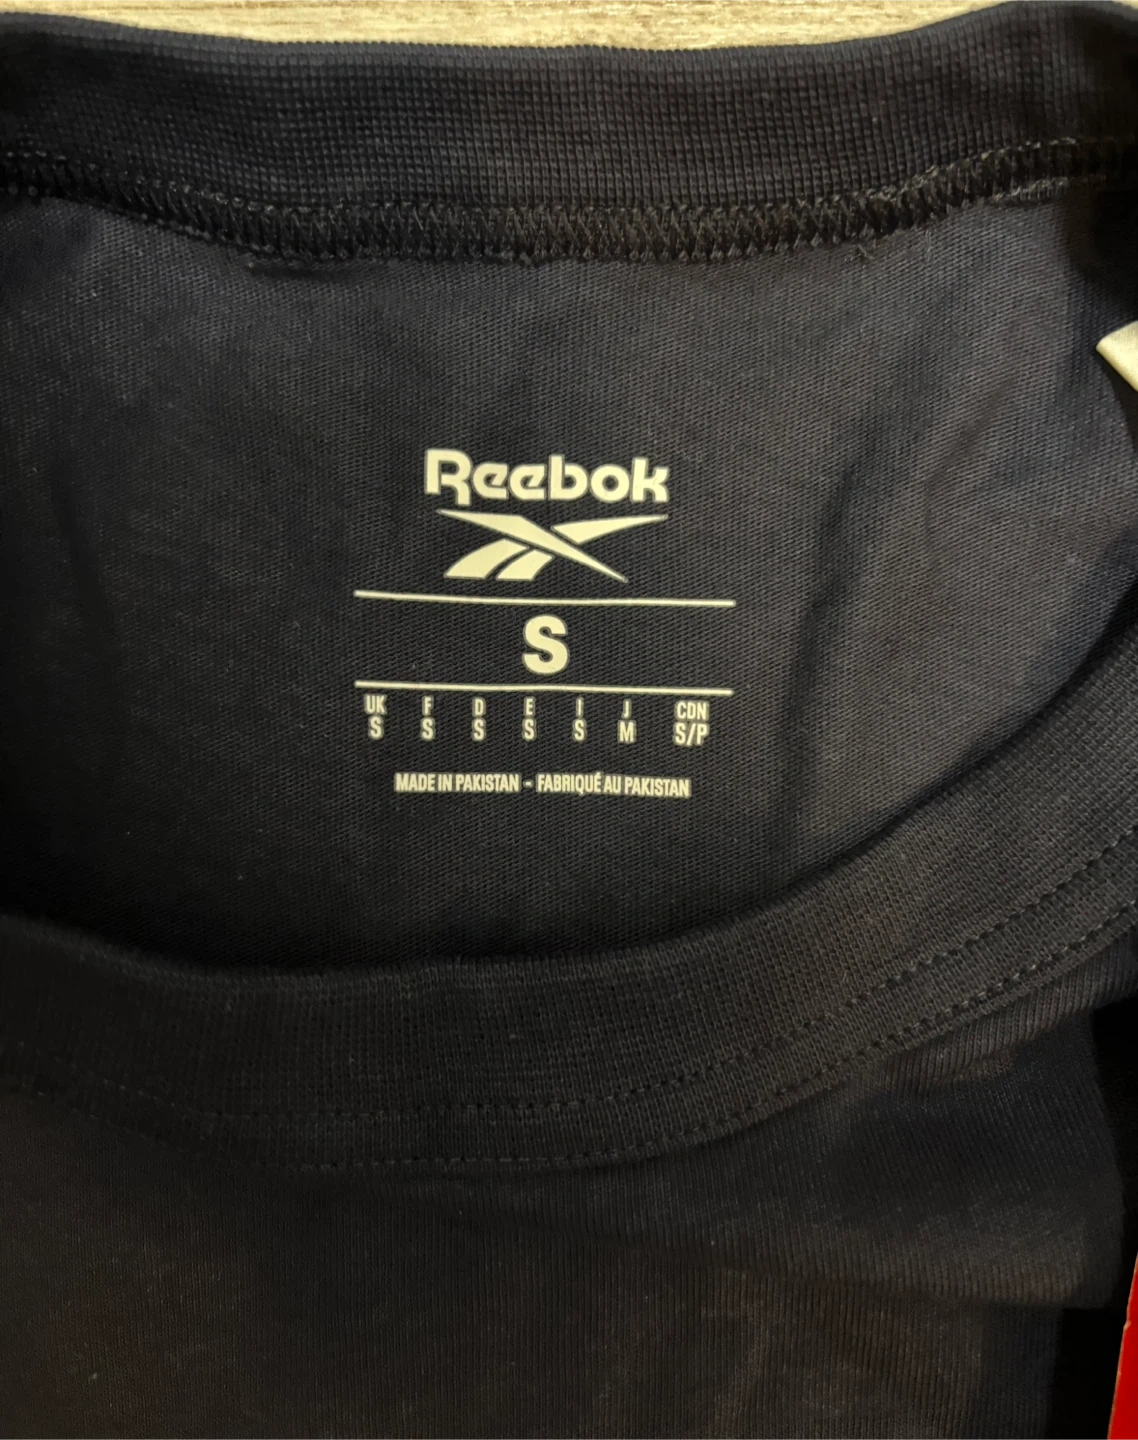 Reebok
S
UK F D E I J CDN
S S S S S M S/P
MADE IN PAKISTAN - FABRIQUÉ AU PAKISTAN